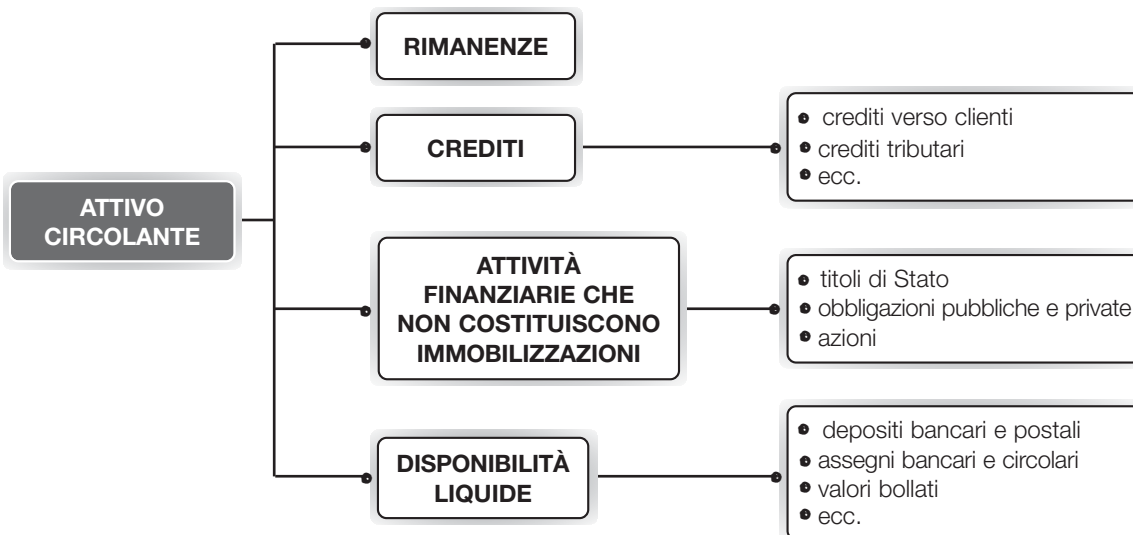 ATTIVO
CIRCOLANTE
RIMANENZE
CREDITI
• crediti verso clienti
• crediti tributari
• ecc.
ATTIVITÀ
FINANZIARIE CHE
NON COSTITUISCONO
IMMOBILIZZAZIONI
• titoli di Stato
• obbligazioni pubbliche e private
• azioni
DISPONIBILITÀ
LIQUIDE
• depositi bancari e postali
• assegni bancari e circolari
• valori bollati
• ecc.